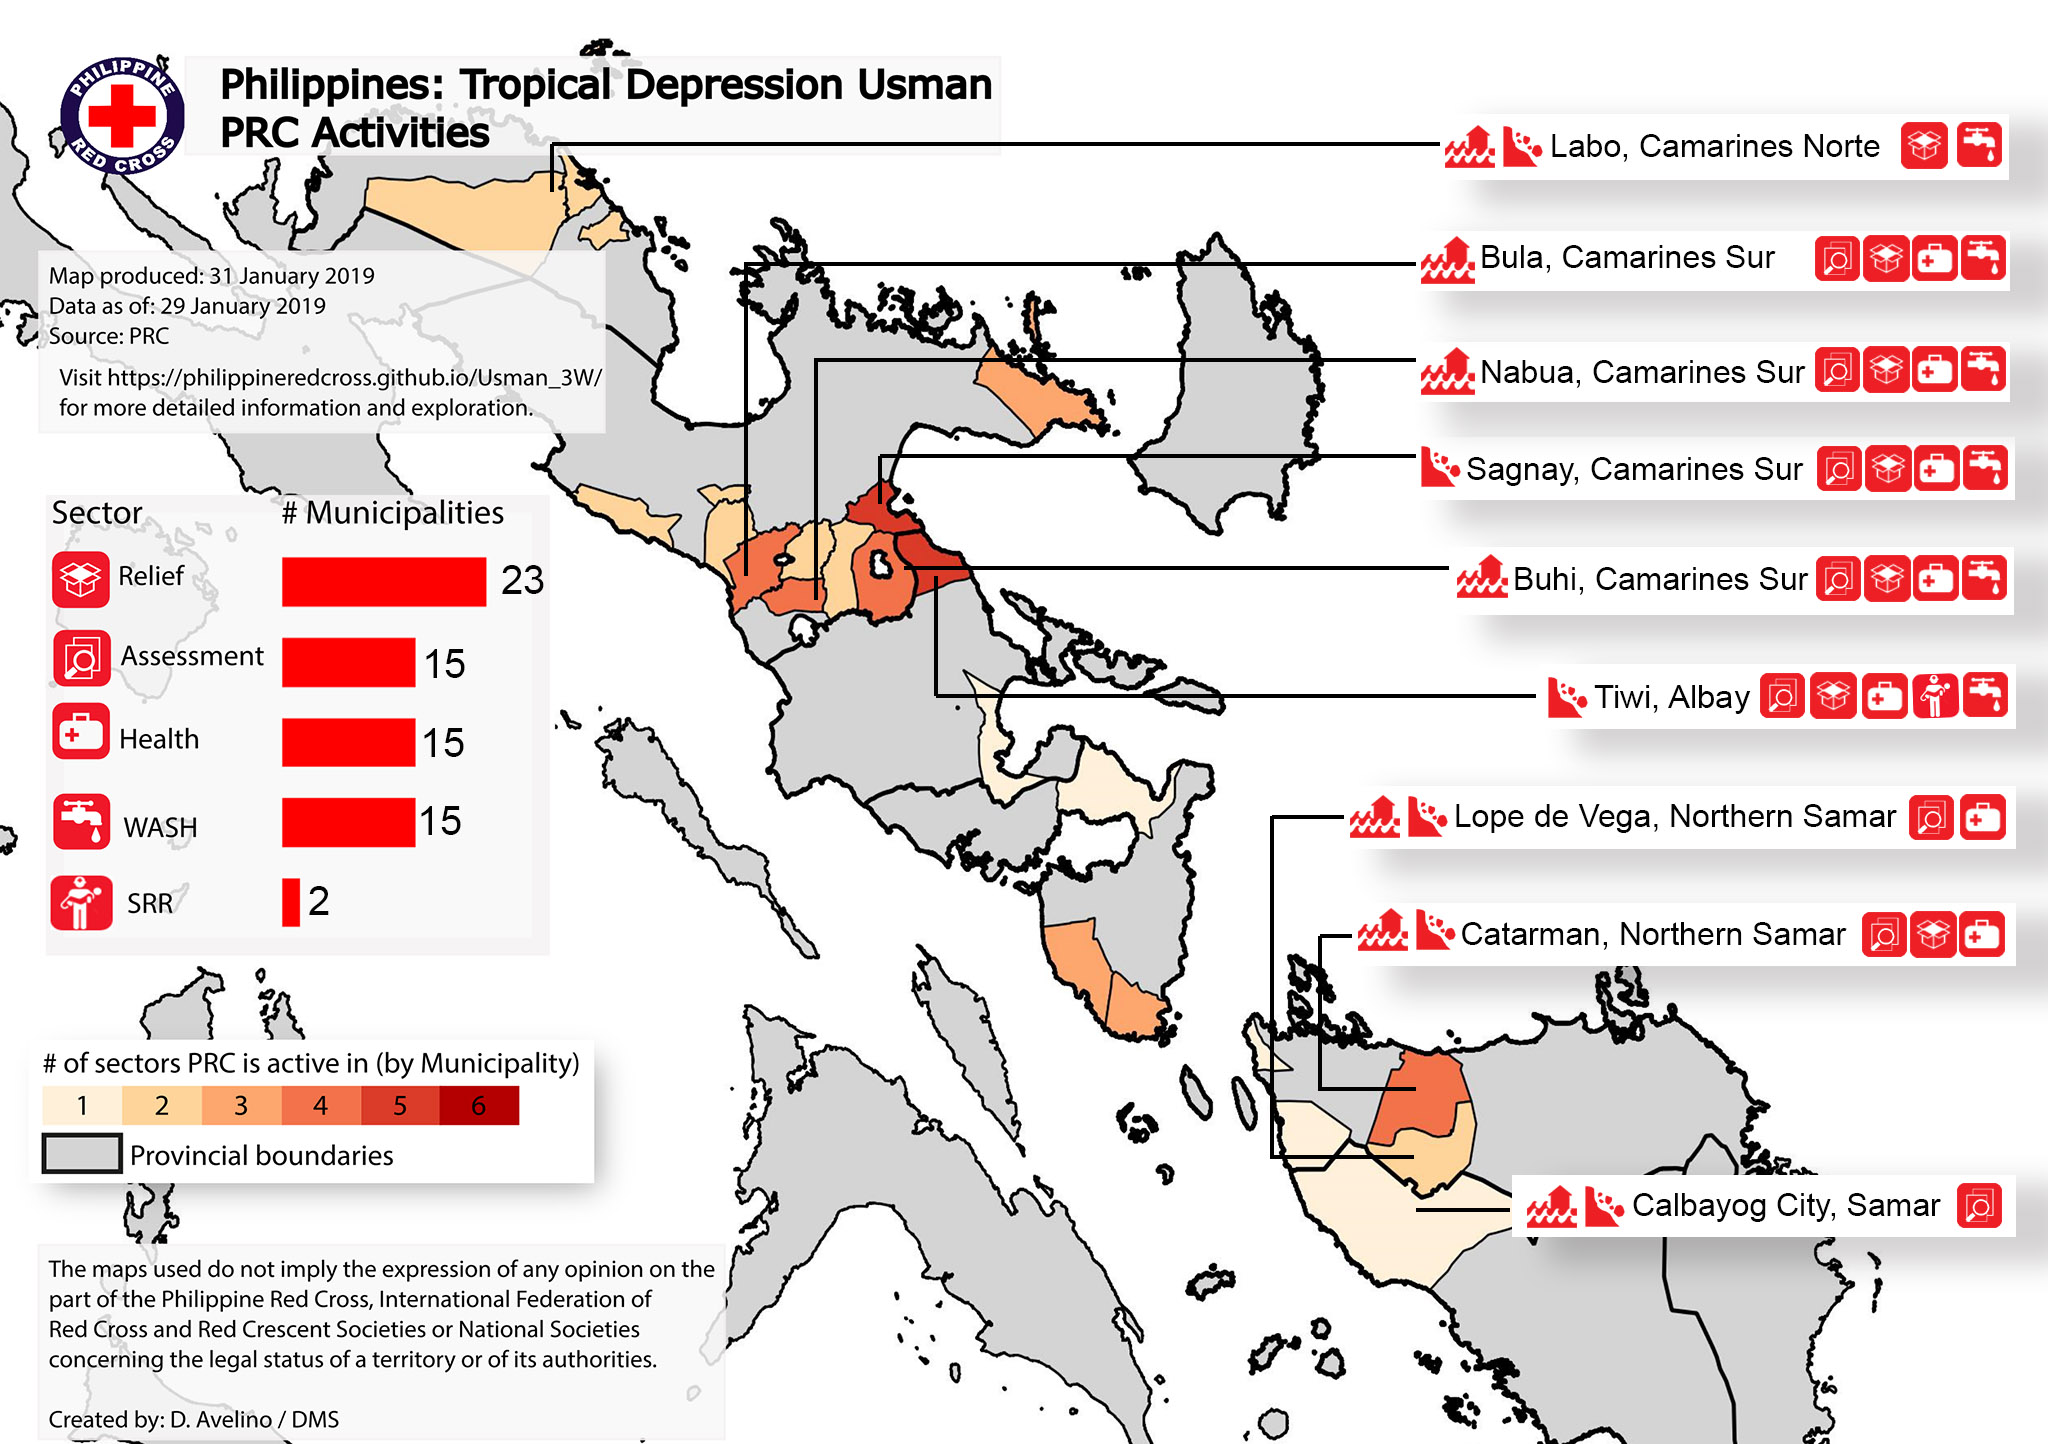 PHILIPPINE
RED CROSS
Philippines: Tropical Depression Usman
PRC Activities
Map produced: 31 January 2019
Data as of: 29 January 2019
Source: PRC
Visit https://philippineredcross.github.io/Usman_3W/
for more detailed information and exploration.
Sector # Municipalities
Relief 23
Assessment 15
Health 15
WASH 15
SRR 2
# of sectors PRC is active in (by Municipality)
1 2 3 4 5 6
Provincial boundaries
The maps used do not imply the expression of any opinion on the
part of the Philippine Red Cross, International Federation of
Red Cross and Red Crescent Societies or National Societies
concerning the legal status of a territory or of its authorities.
Created by: D. Avelino / DMS
Labo, Camarines Norte
Bula, Camarines Sur
Nabua, Camarines Sur
Sagnay, Camarines Sur
Buhi, Camarines Sur
Tiwi, Albay
Lope de Vega, Northern Samar
Catarman, Northern Samar
Calbayog City, Samar